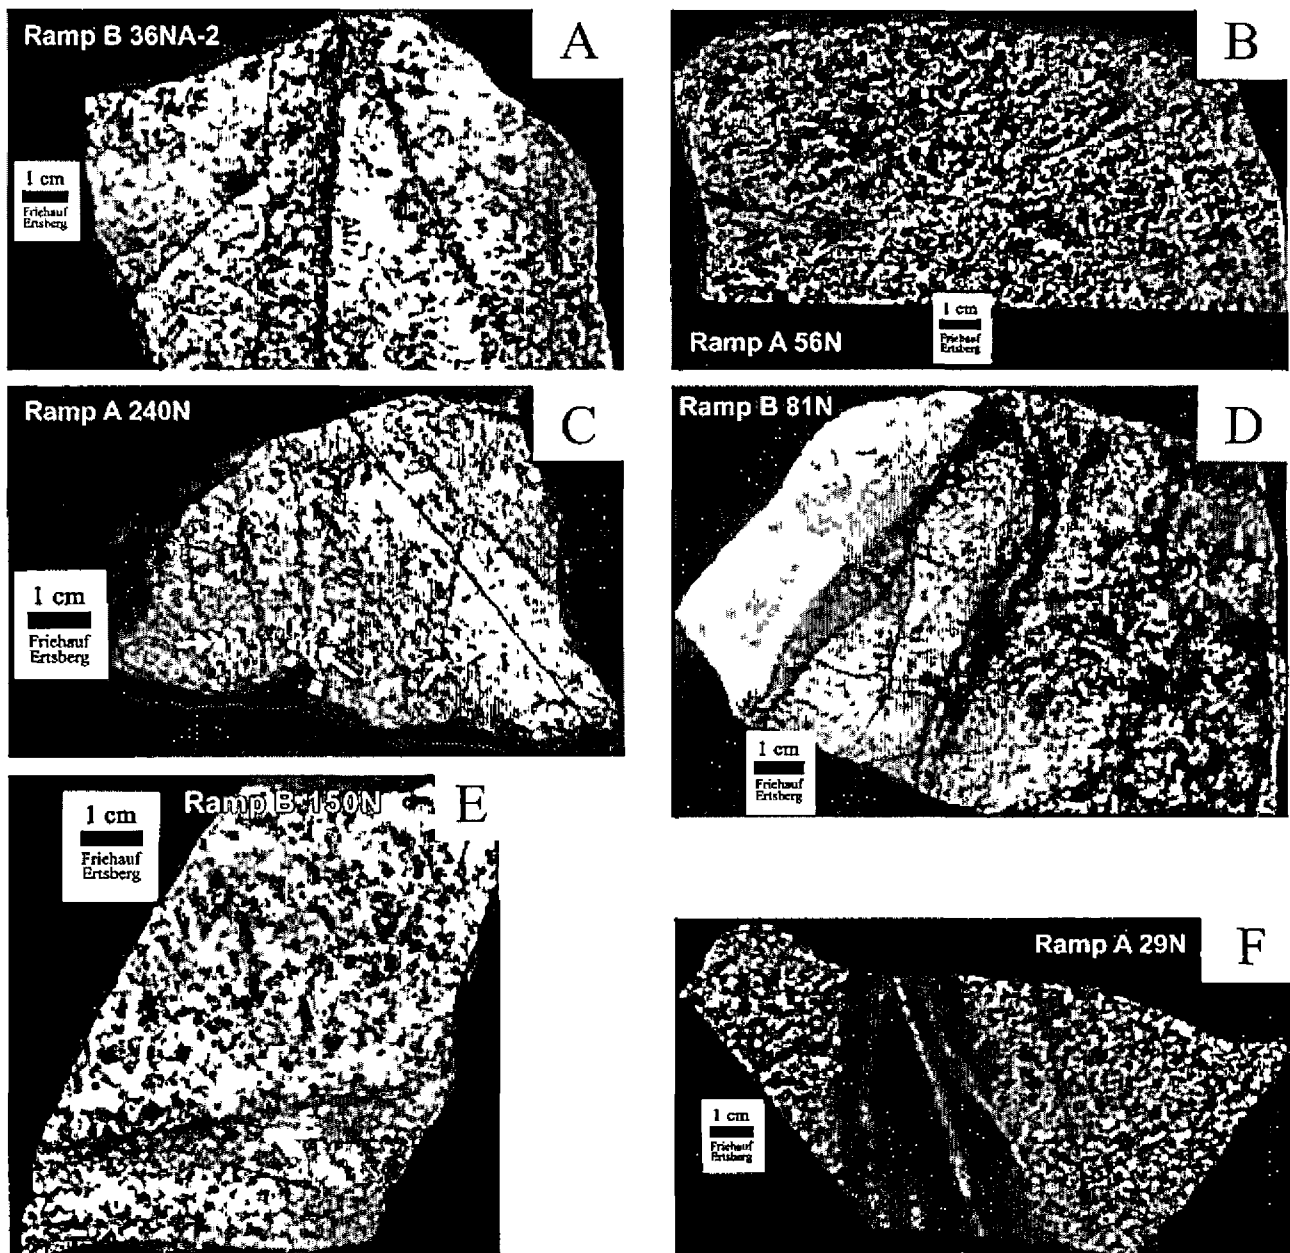 Ramp B 36NA-2
A
1 cm
Friehauf
Ertsberg
B
1 cm
Friehauf
Ertsberg
Ramp A 56N
Ramp A 240N
C
1 cm
Friehauf
Ertsberg
Ramp B 81N
D
1 cm
Friehauf
Ertsberg
1 cm
Friehauf
Ertsberg
Ramp B 150N
E
Ramp A 29N
F
1 cm
Friehauf
Ertsberg